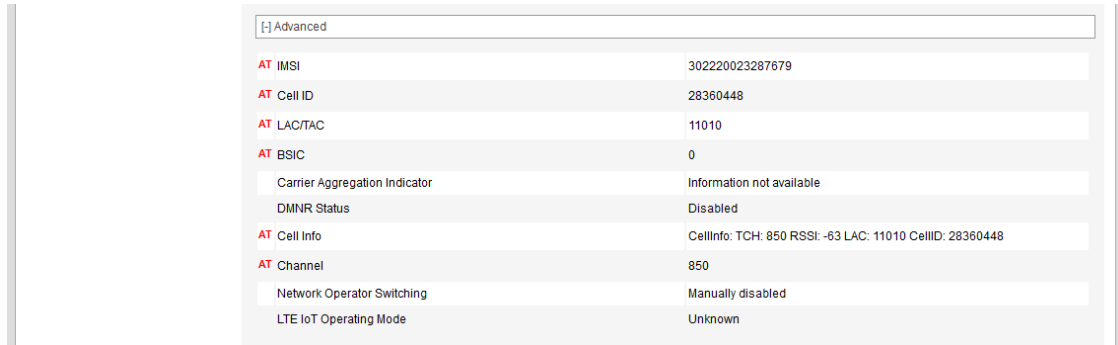 [-] Advanced
AT IMSI 302220023287679
AT Cell ID 28360448
AT LAC/TAC 11010
AT BSIC 0
Carrier Aggregation Indicator Information not available
DMNR Status Disabled
AT Cell Info CellInfo: TCH: 850 RSSI: -63 LAC: 11010 CellID: 28360448
AT Channel 850
Network Operator Switching Manually disabled
LTE IoT Operating Mode Unknown